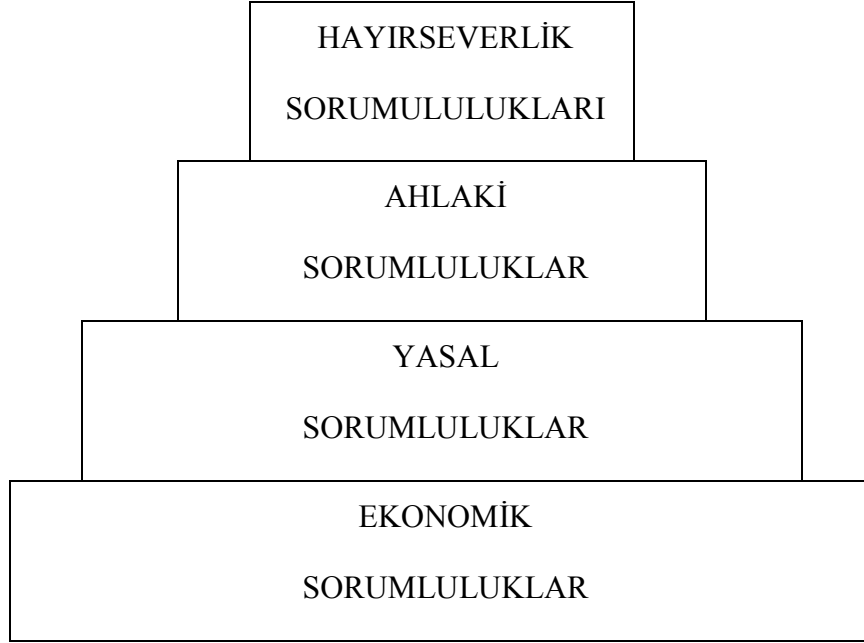 HAYIRSEVERLİK
SORUMULULUKLARI
AHLAKİ
SORUMLULUKLAR
YASAL
SORUMLULUKLAR
EKONOMİK
SORUMLULUKLAR